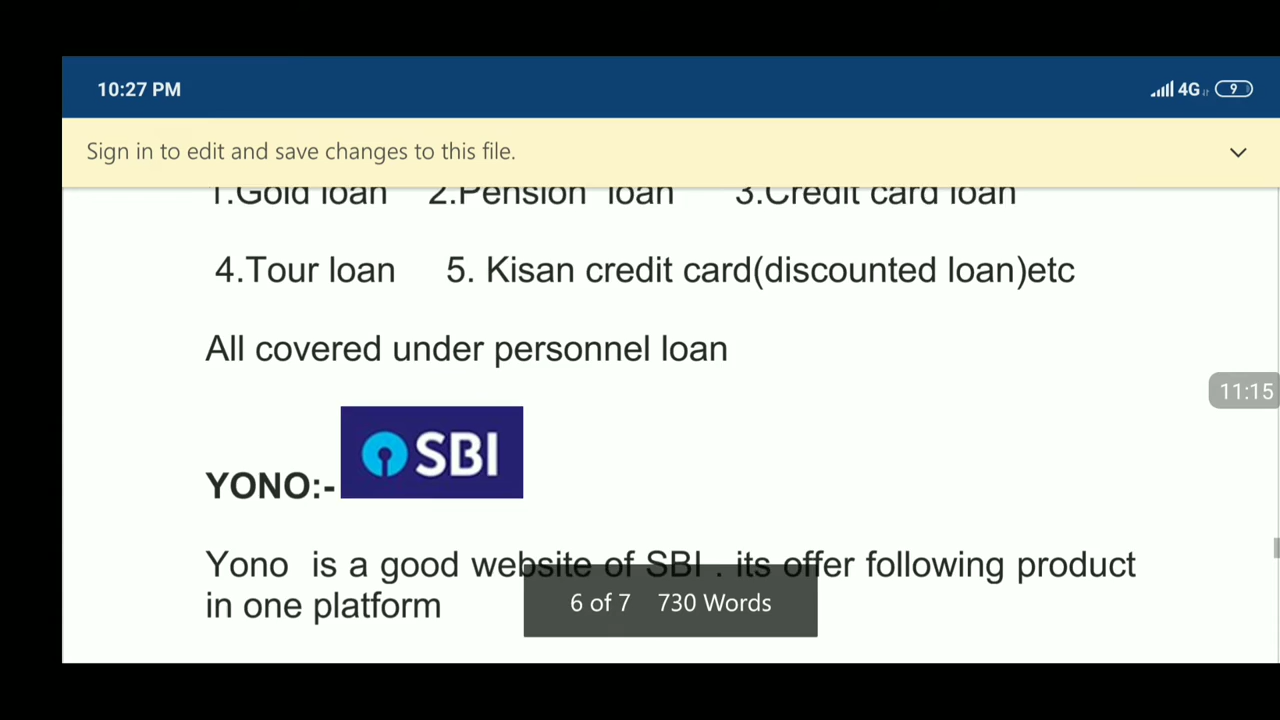 10:27 PM 4G 9
Sign in to edit and save changes to this file.
1.Gold loan 2.Pension loan 3.Credit card loan
4.Tour loan 5. Kisan credit card(discounted loan)etc
All covered under personnel loan
11:15
SBI
YONO:-
Yono is a good website of SBI . its offer following product
in one platform
6 of 7 730 Words